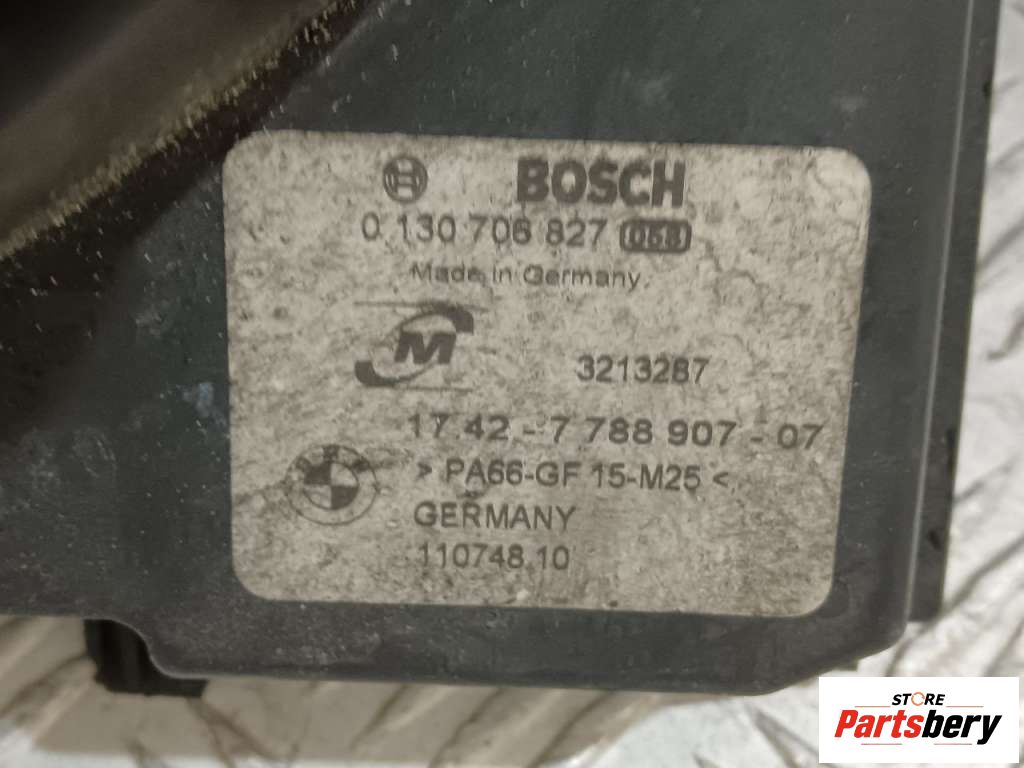 BOSCH
0 130 706 827 058
Made in Germany
M
3213287
17.42 - 7 788 907 - 07
BMW
> PA66-GF 15-M25 <
GERMANY
110748.10
STORE
Partsbery